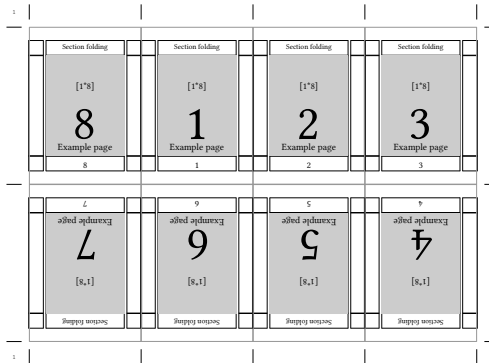 1
Section folding Section folding Section folding Section folding
[1*8] [1*8] [1*8] [1*8]
8 1 2 3
Example page Example page Example page Example page
8 1 2 3
7 6 5 4
Example page Example page Example page Example page
7 6 5 4
[1*8] [1*8] [1*8] [1*8]
Section folding Section folding Section folding Section folding
1